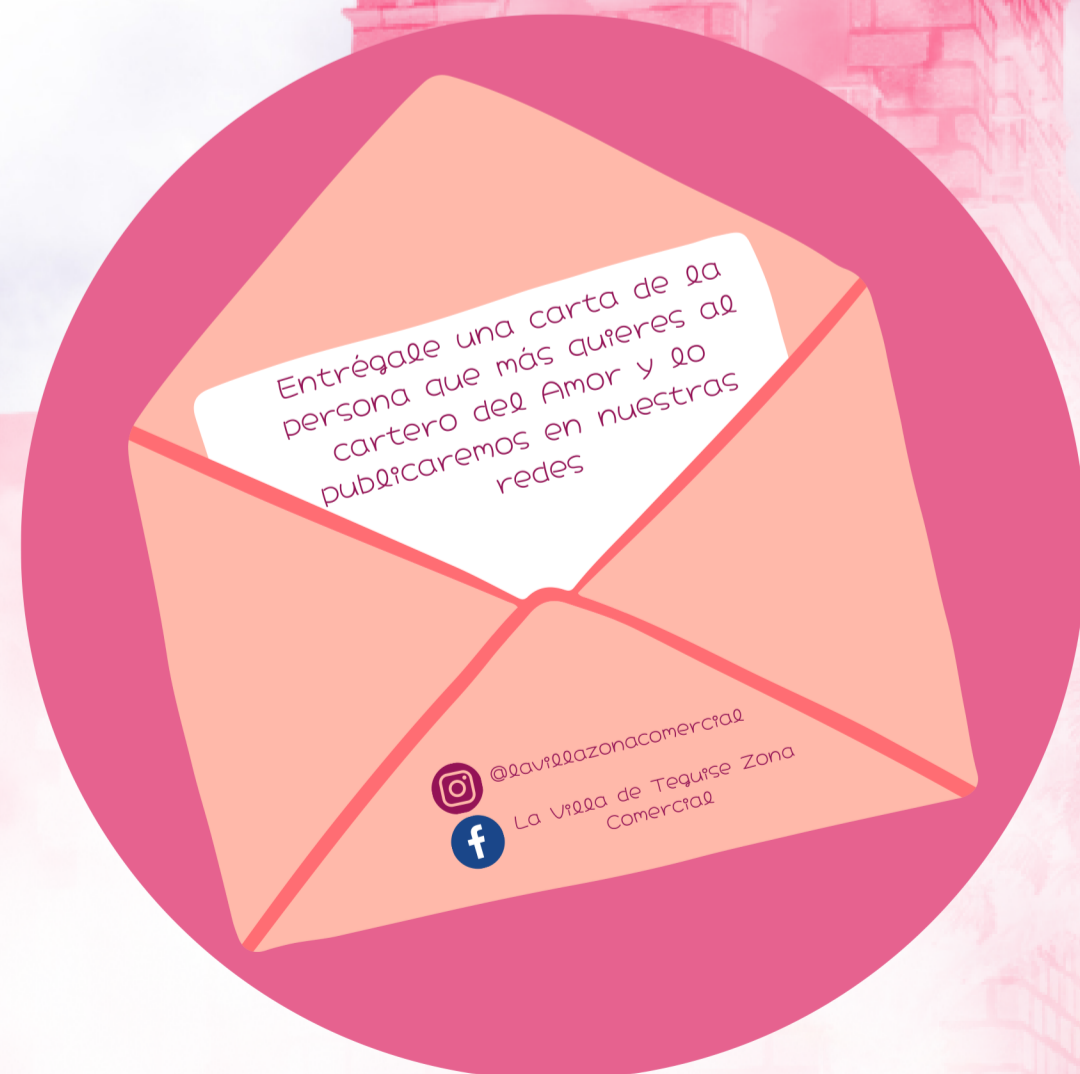 Entrégale una carta de la
persona que más quieres al
cartero del Amor y lo
publicaremos en nuestras
redes
@lavillazonacomercial
La Villa de Teguise Zona
Comercial